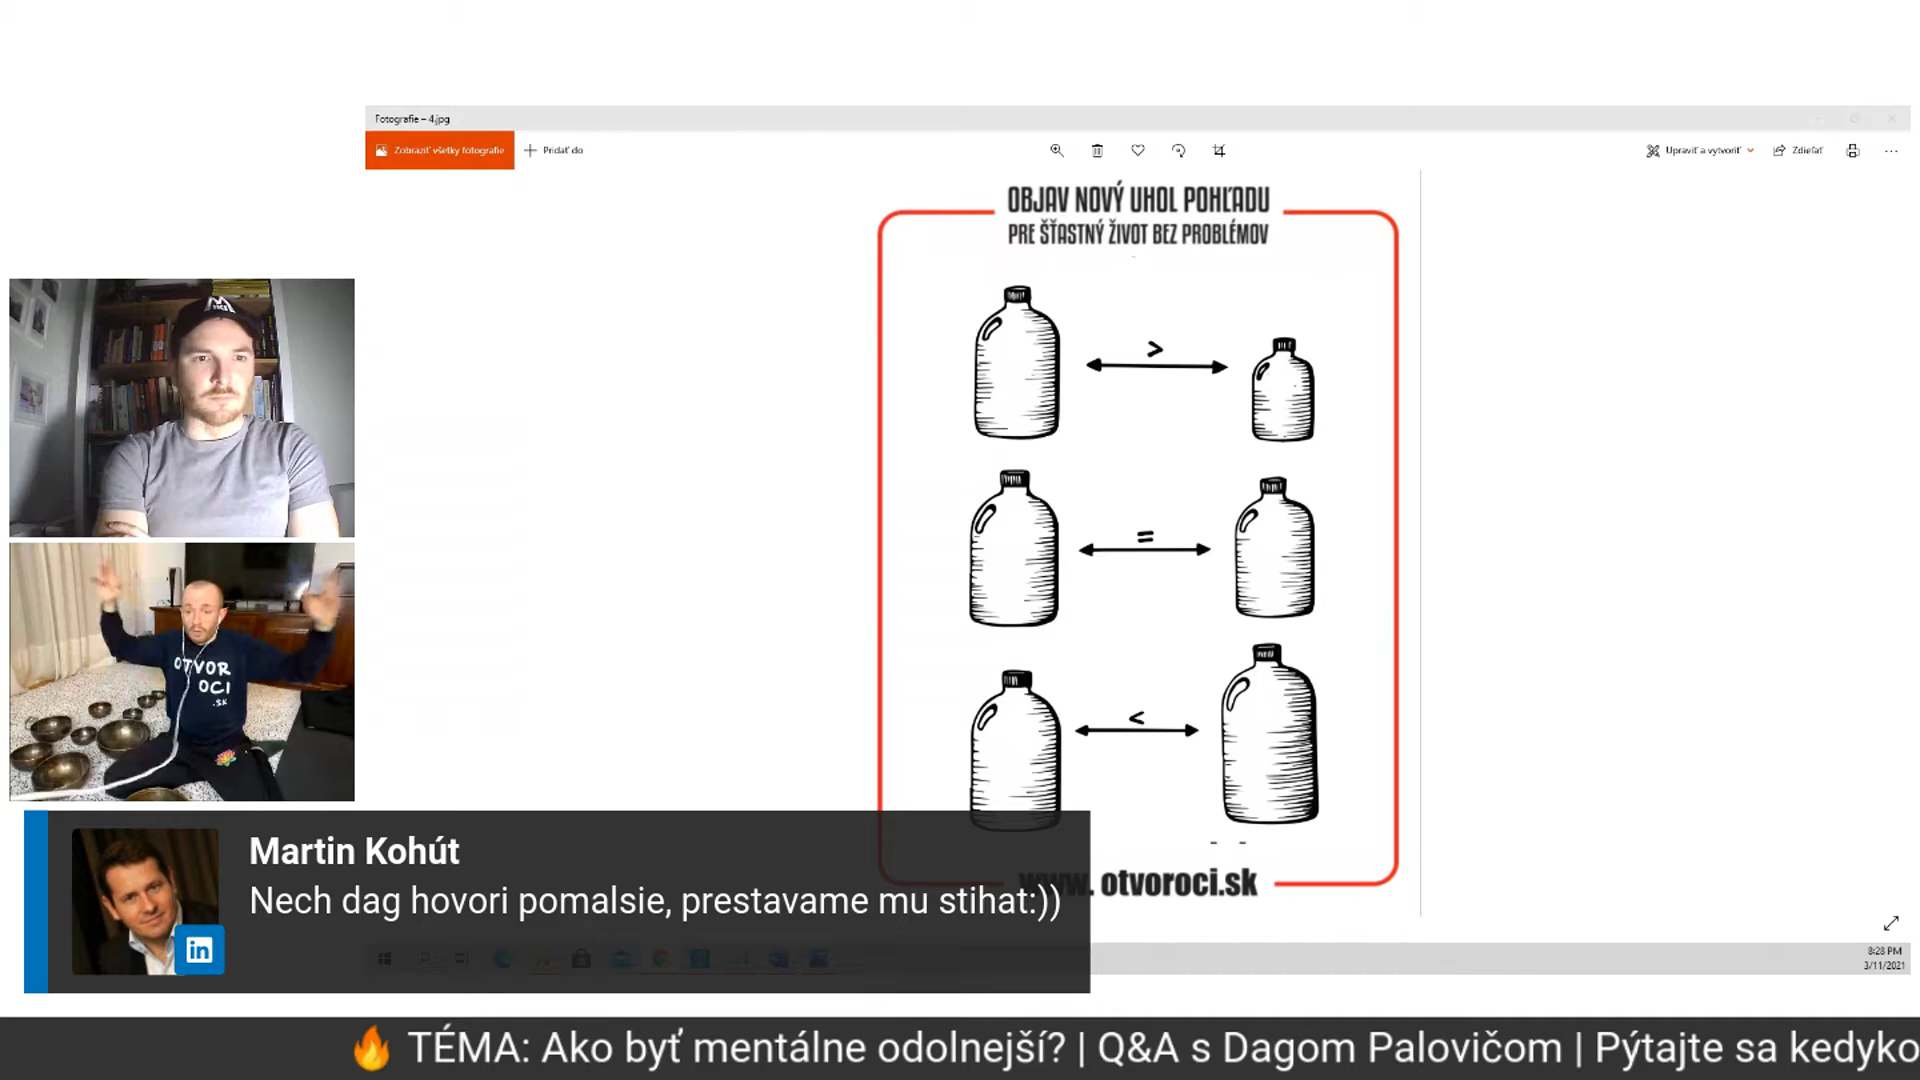 Fotografie – 4.jpg
Zobraziť všetky fotografie
Pridať do
Upraviť a vytvoriť
Zdieľať
OBJAV NOVÝ UHOL POHĽADU
PRE ŠŤASTNÝ ŽIVOT BEZ PROBLÉMOV
>
=
<
www. otvoroci.sk
OTVOR
OCI
.SK
Martin Kohút
Nech dag hovori pomalsie, prestavame mu stihat:))
in
8:28 PM
3/11/2021
🔥 TÉMA: Ako byť mentálne odolnejší? | Q&A s Dagom Palovičom | Pýtajte sa kedyko